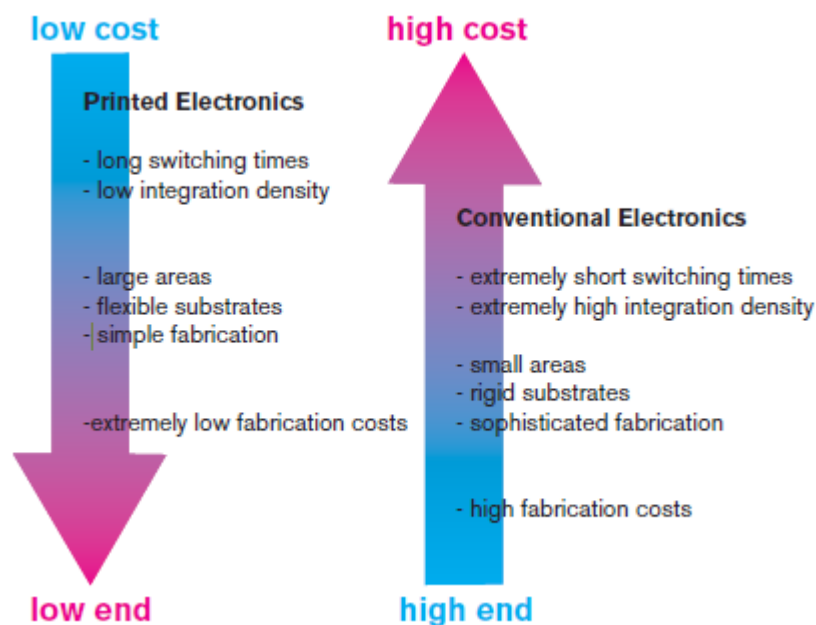 low cost
Printed Electronics
- long switching times
- low integration density
- large areas
- flexible substrates
- simple fabrication
-extremely low fabrication costs
low end
high cost
Conventional Electronics
- extremely short switching times
- extremely high integration density
- small areas
- rigid substrates
- sophisticated fabrication
- high fabrication costs
high end